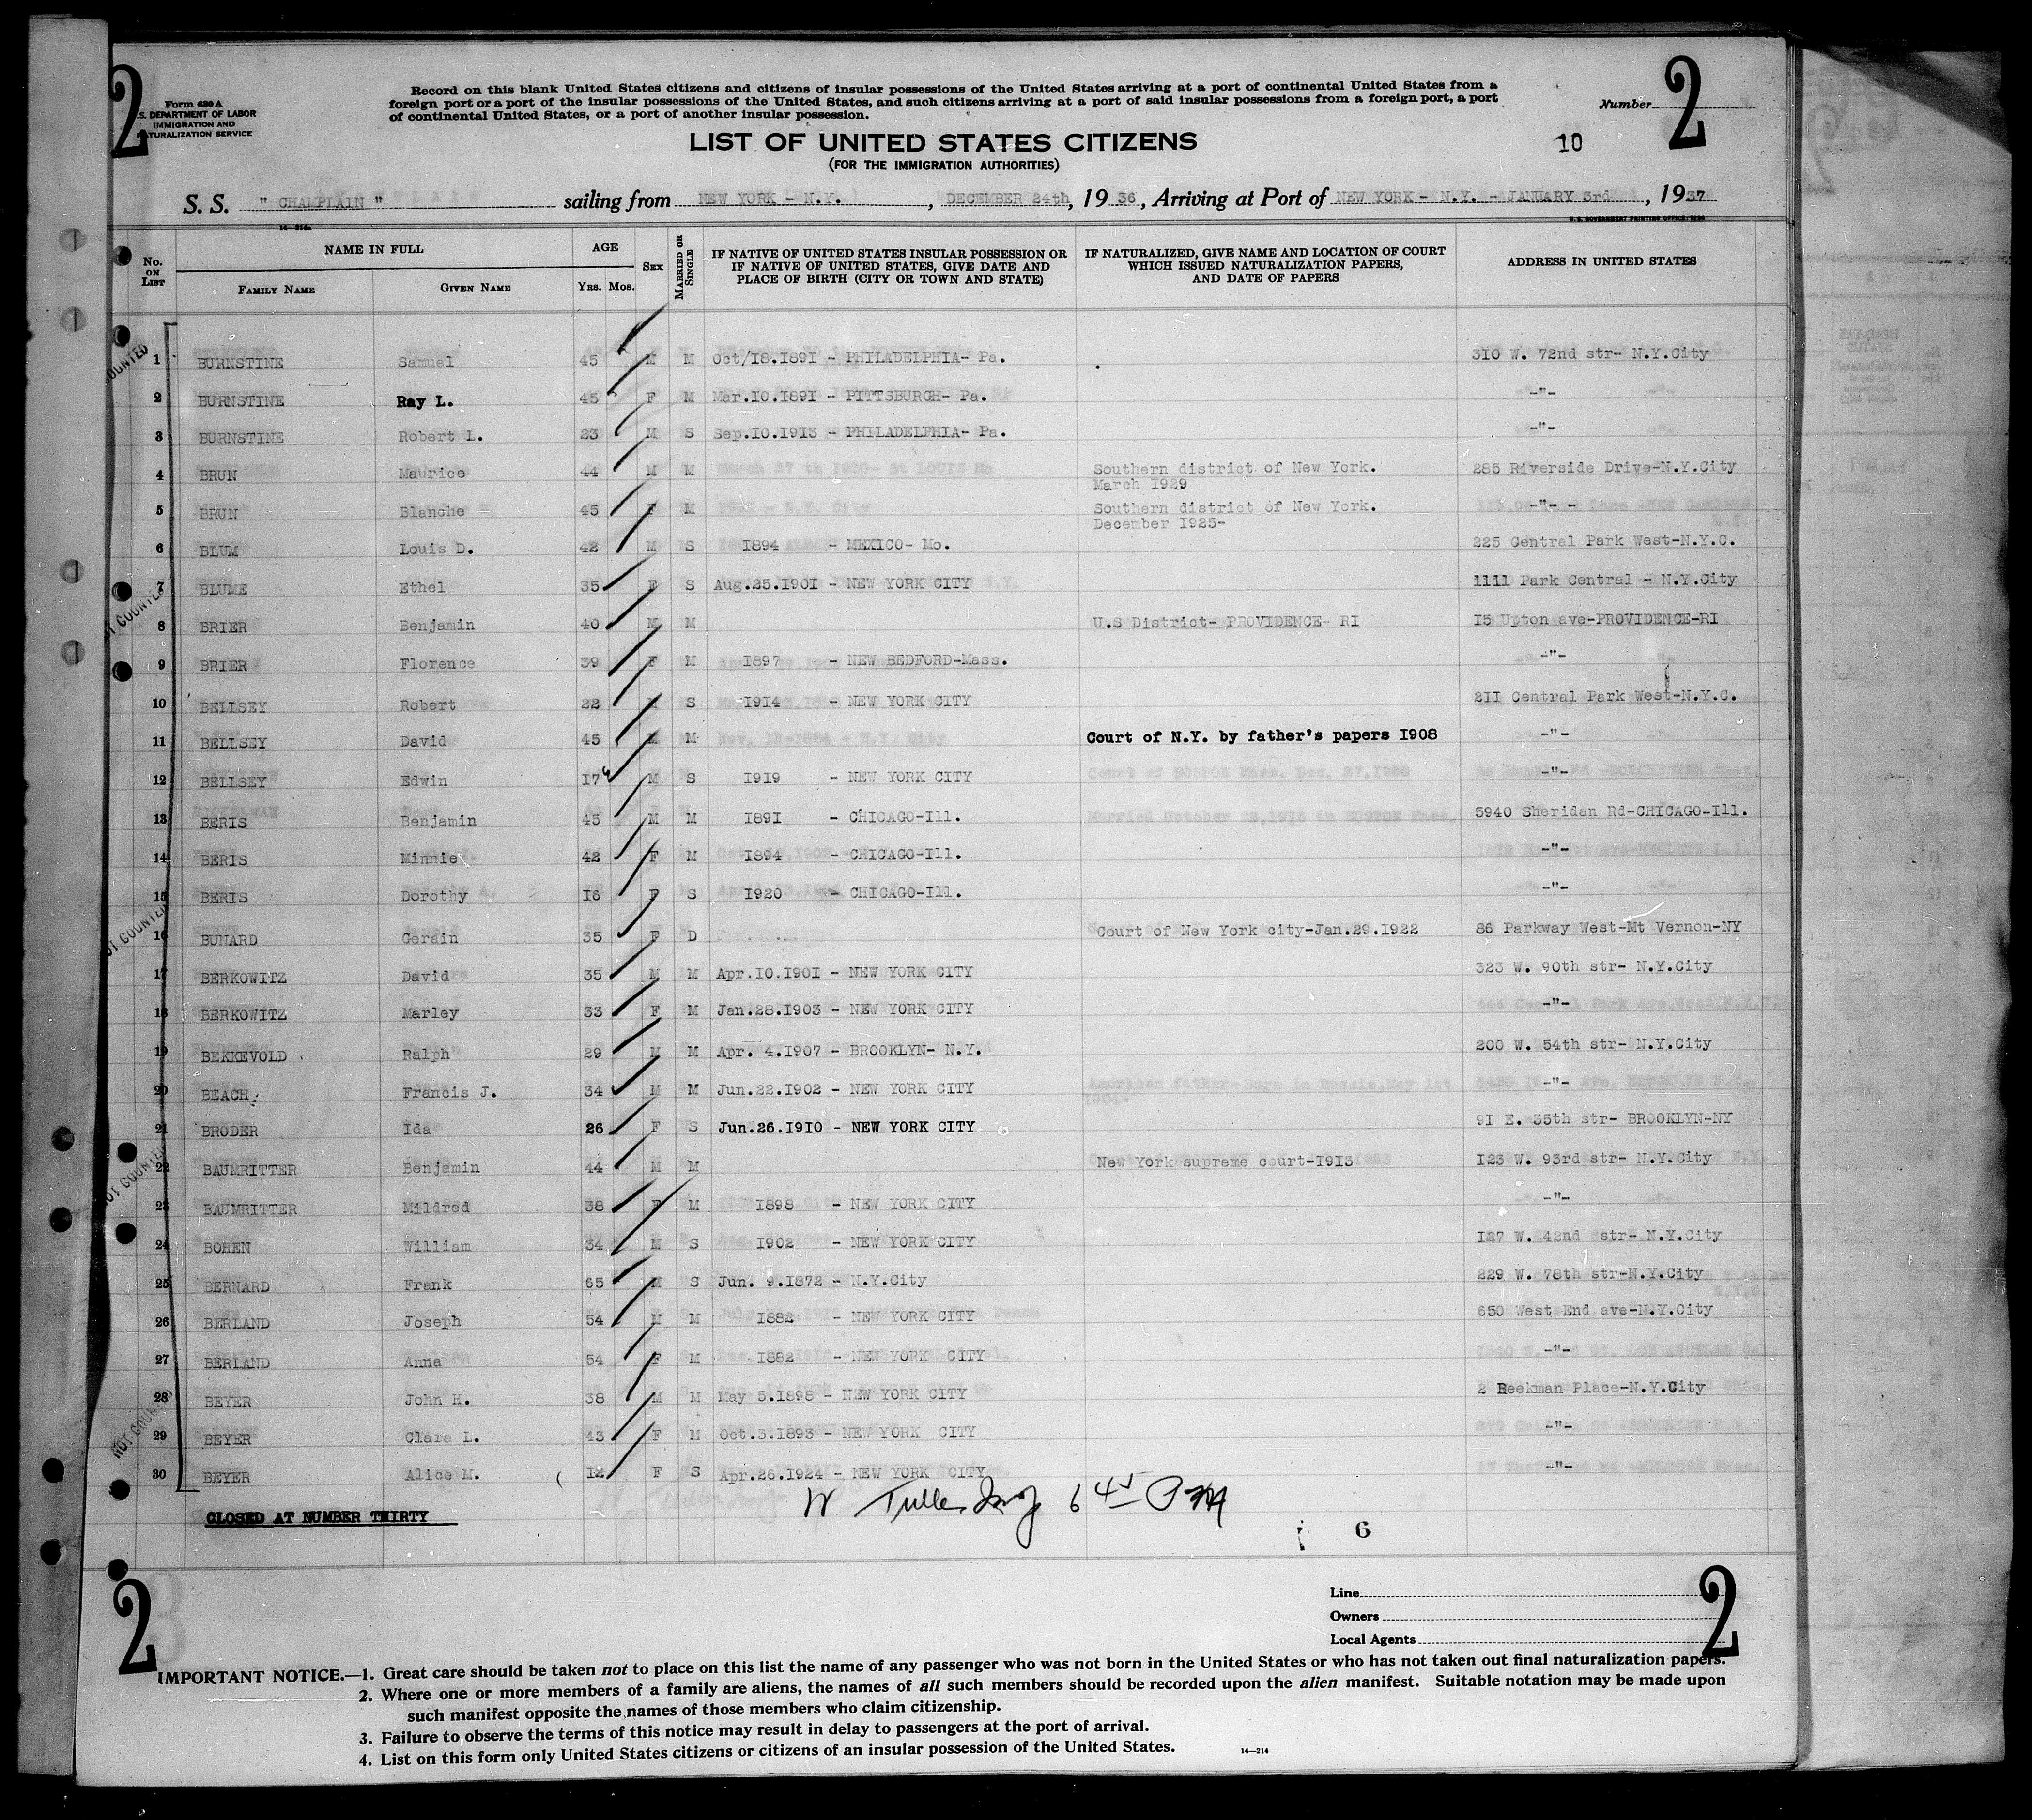 2
2
Form 630 A
S. DEPARTMENT OF LABOR
IMMIGRATION AND
NATURALIZATION SERVICE
Record on this blank United States citizens and citizens of insular possessions of the United States arriving at a port of continental United States from a
foreign port or a port of the insular possessions of the United States, and such citizens arriving at a port of said insular possessions from a foreign port, a port
of continental United States, or a port of another insular possession.
Number
LIST OF UNITED STATES CITIZENS
(FOR THE IMMIGRATION AUTHORITIES)
10
S. S. " CHAMPLAIN " sailing from NEW YORK - N.Y. , DECEMBER 24th, 19 36, Arriving at Port of NEW YORK - N.Y. - JANUARY 3rd , 19 37
No. ON LIST NAME IN FULL FAMILY NAME GIVEN NAME AGE YRS. MOS. SEX MARRIED OR SINGLE IF NATIVE OF UNITED STATES INSULAR POSSESSION OR IF NATIVE OF UNITED STATES, GIVE DATE AND PLACE OF BIRTH (CITY OR TOWN AND STATE) IF NATURALIZED, GIVE NAME AND LOCATION OF COURT WHICH ISSUED NATURALIZATION PAPERS, AND DATE OF PAPERS ADDRESS IN UNITED STATES
1 BURNSTINE Samuel 45 M M Oct/18.1891 - PHILADELPHIA- Pa. 310 W. 72nd str- N.Y.City
2 BURNSTINE Ray L. 45 F M Mar.10.1891 - PITTSBURGH- Pa. -"-
3 BURNSTINE Robert L. 23 M S Sep.10.1913 - PHILADELPHIA- Pa. -"-
4 BRUN Maurice 44 M M Southern district of New York. 285 Riverside Drive-N.Y.City
March 1929
5 BRUN Blanche 45 F M Southern district of New York. -"- -
December 1925-
6 BLUM Louis D. 42 M S 1894 - MEXICO- Mo. 225 Central Park West-N.Y.C.
7 BLUME Ethel 35 F S Aug.25.1901 - NEW YORK CITY 1111 Park Central - N.Y.City
8 BRIER Benjamin 40 M M U.S District- PROVIDENCE- RI 15 Upton ave-PROVIDENCE-RI
9 BRIER Florence 39 F M 1897 - NEW BEDFORD-Mass. -"-
10 BELLSEY Robert 22 M S 1914 - NEW YORK CITY 211 Central Park West-N.Y.C.
11 BELLSEY David 45 M M Court of N.Y. by father's papers 1908 -"-
12 BELLSEY Edwin 17 M S 1919 - NEW YORK CITY -"-
13 BERIS Benjamin 45 M M 1891 - CHICAGO-Ill. 5940 Sheridan Rd-CHICAGO-Ill.
14 BERIS Minnie 42 F M 1894 - CHICAGO-Ill. -"-
15 BERIS Dorothy 16 F S 1920 - CHICAGO-Ill. -"-
16 BUNARD Gerain 35 F D Court of New York city-Jan.29.1922 86 Parkway West-Mt Vernon-NY
17 BERKOWITZ David 35 M M Apr.10.1901 - NEW YORK CITY 323 W. 90th str- N.Y.City
18 BERKOWITZ Marley 33 F M Jan.28.1903 - NEW YORK CITY -"-
19 BEKKEVOLD Ralph 29 M M Apr. 4.1907 - BROOKLYN- N.Y. 200 W. 54th str- N.Y.City
20 BEACH Francis J. 34 M M Jun.22.1902 - NEW YORK CITY -"-
21 BRODER Ida 26 F S Jun.26.1910 - NEW YORK CITY 91 E. 35th str- BROOKLYN-NY
22 BAUMRITTER Benjamin 44 M M New York supreme court-1913 123 W. 93rd str- N.Y.City
23 BAUMRITTER Mildred 38 F M 1898 - NEW YORK CITY -"-
24 BOHEN William 34 M S 1902 - NEW YORK CITY 127 W. 42nd str- N.Y.City
25 BERNARD Frank 65 M S Jun. 9.1872 - N.Y.City 229 W. 78th str-N.Y.City
26 BERLAND Joseph 54 M M 1882 - NEW YORK CITY 650 West End ave-N.Y.City
27 BERLAND Anna 54 F M 1882 - NEW YORK CITY -"-
28 BEYER John H. 38 M M May 5.1898 - NEW YORK CITY 2 Beekman Place-N.Y.City
29 BEYER Clara L. 43 F M Oct.3.1893 - NEW YORK CITY -"-
30 BEYER Alice M. 12 F S Apr.26.1924 - NEW YORK CITY -"-
CLOSED AT NUMBER THIRTY
6
Line
Owners
Local Agents
2
2
IMPORTANT NOTICE.—1. Great care should be taken not to place on this list the name of any passenger who was not born in the United States or who has not taken out final naturalization papers.
2. Where one or more members of a family are aliens, the names of all such members should be recorded upon the alien manifest. Suitable notation may be made upon
such manifest opposite the names of those members who claim citizenship.
3. Failure to observe the terms of this notice may result in delay to passengers at the port of arrival.
4. List on this form only United States citizens or citizens of an insular possession of the United States.
14—214